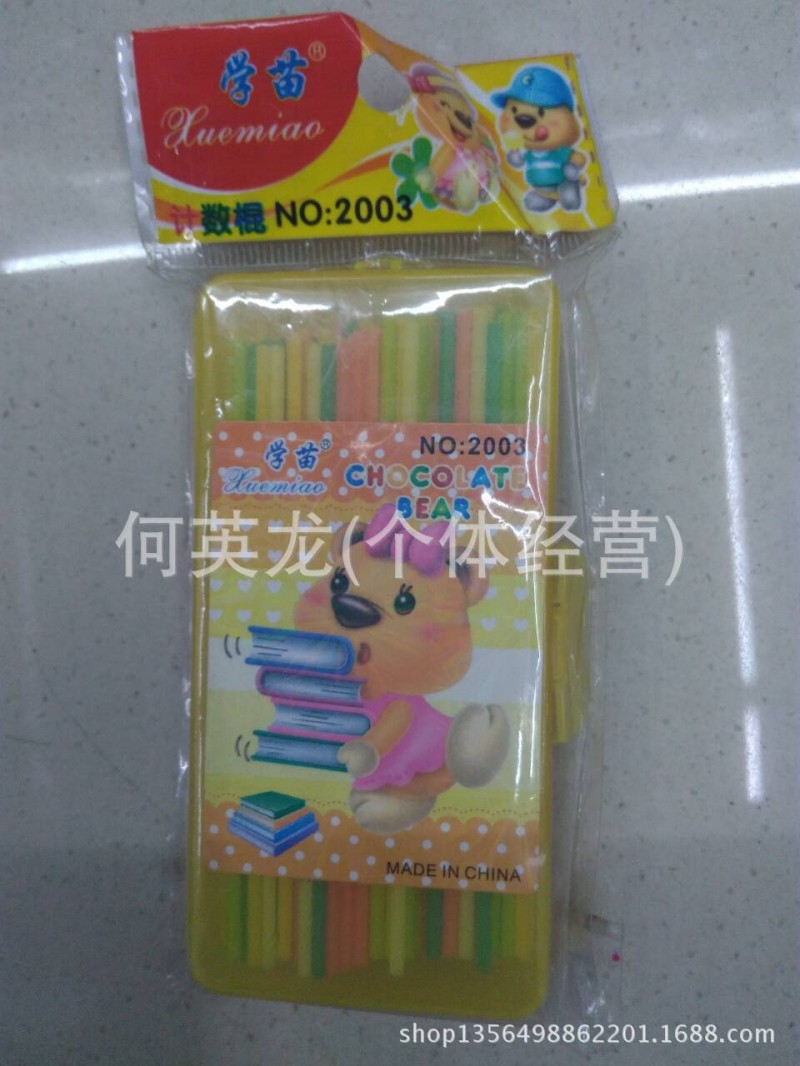 学苗®
Xuemiao
计数棍 NO:2003
NO:2003
学苗®
Xuemiao
CHOCOLATE
BEAR
何英龙(个体经营)
MADE IN CHINA
shop1356498862201.1688.com